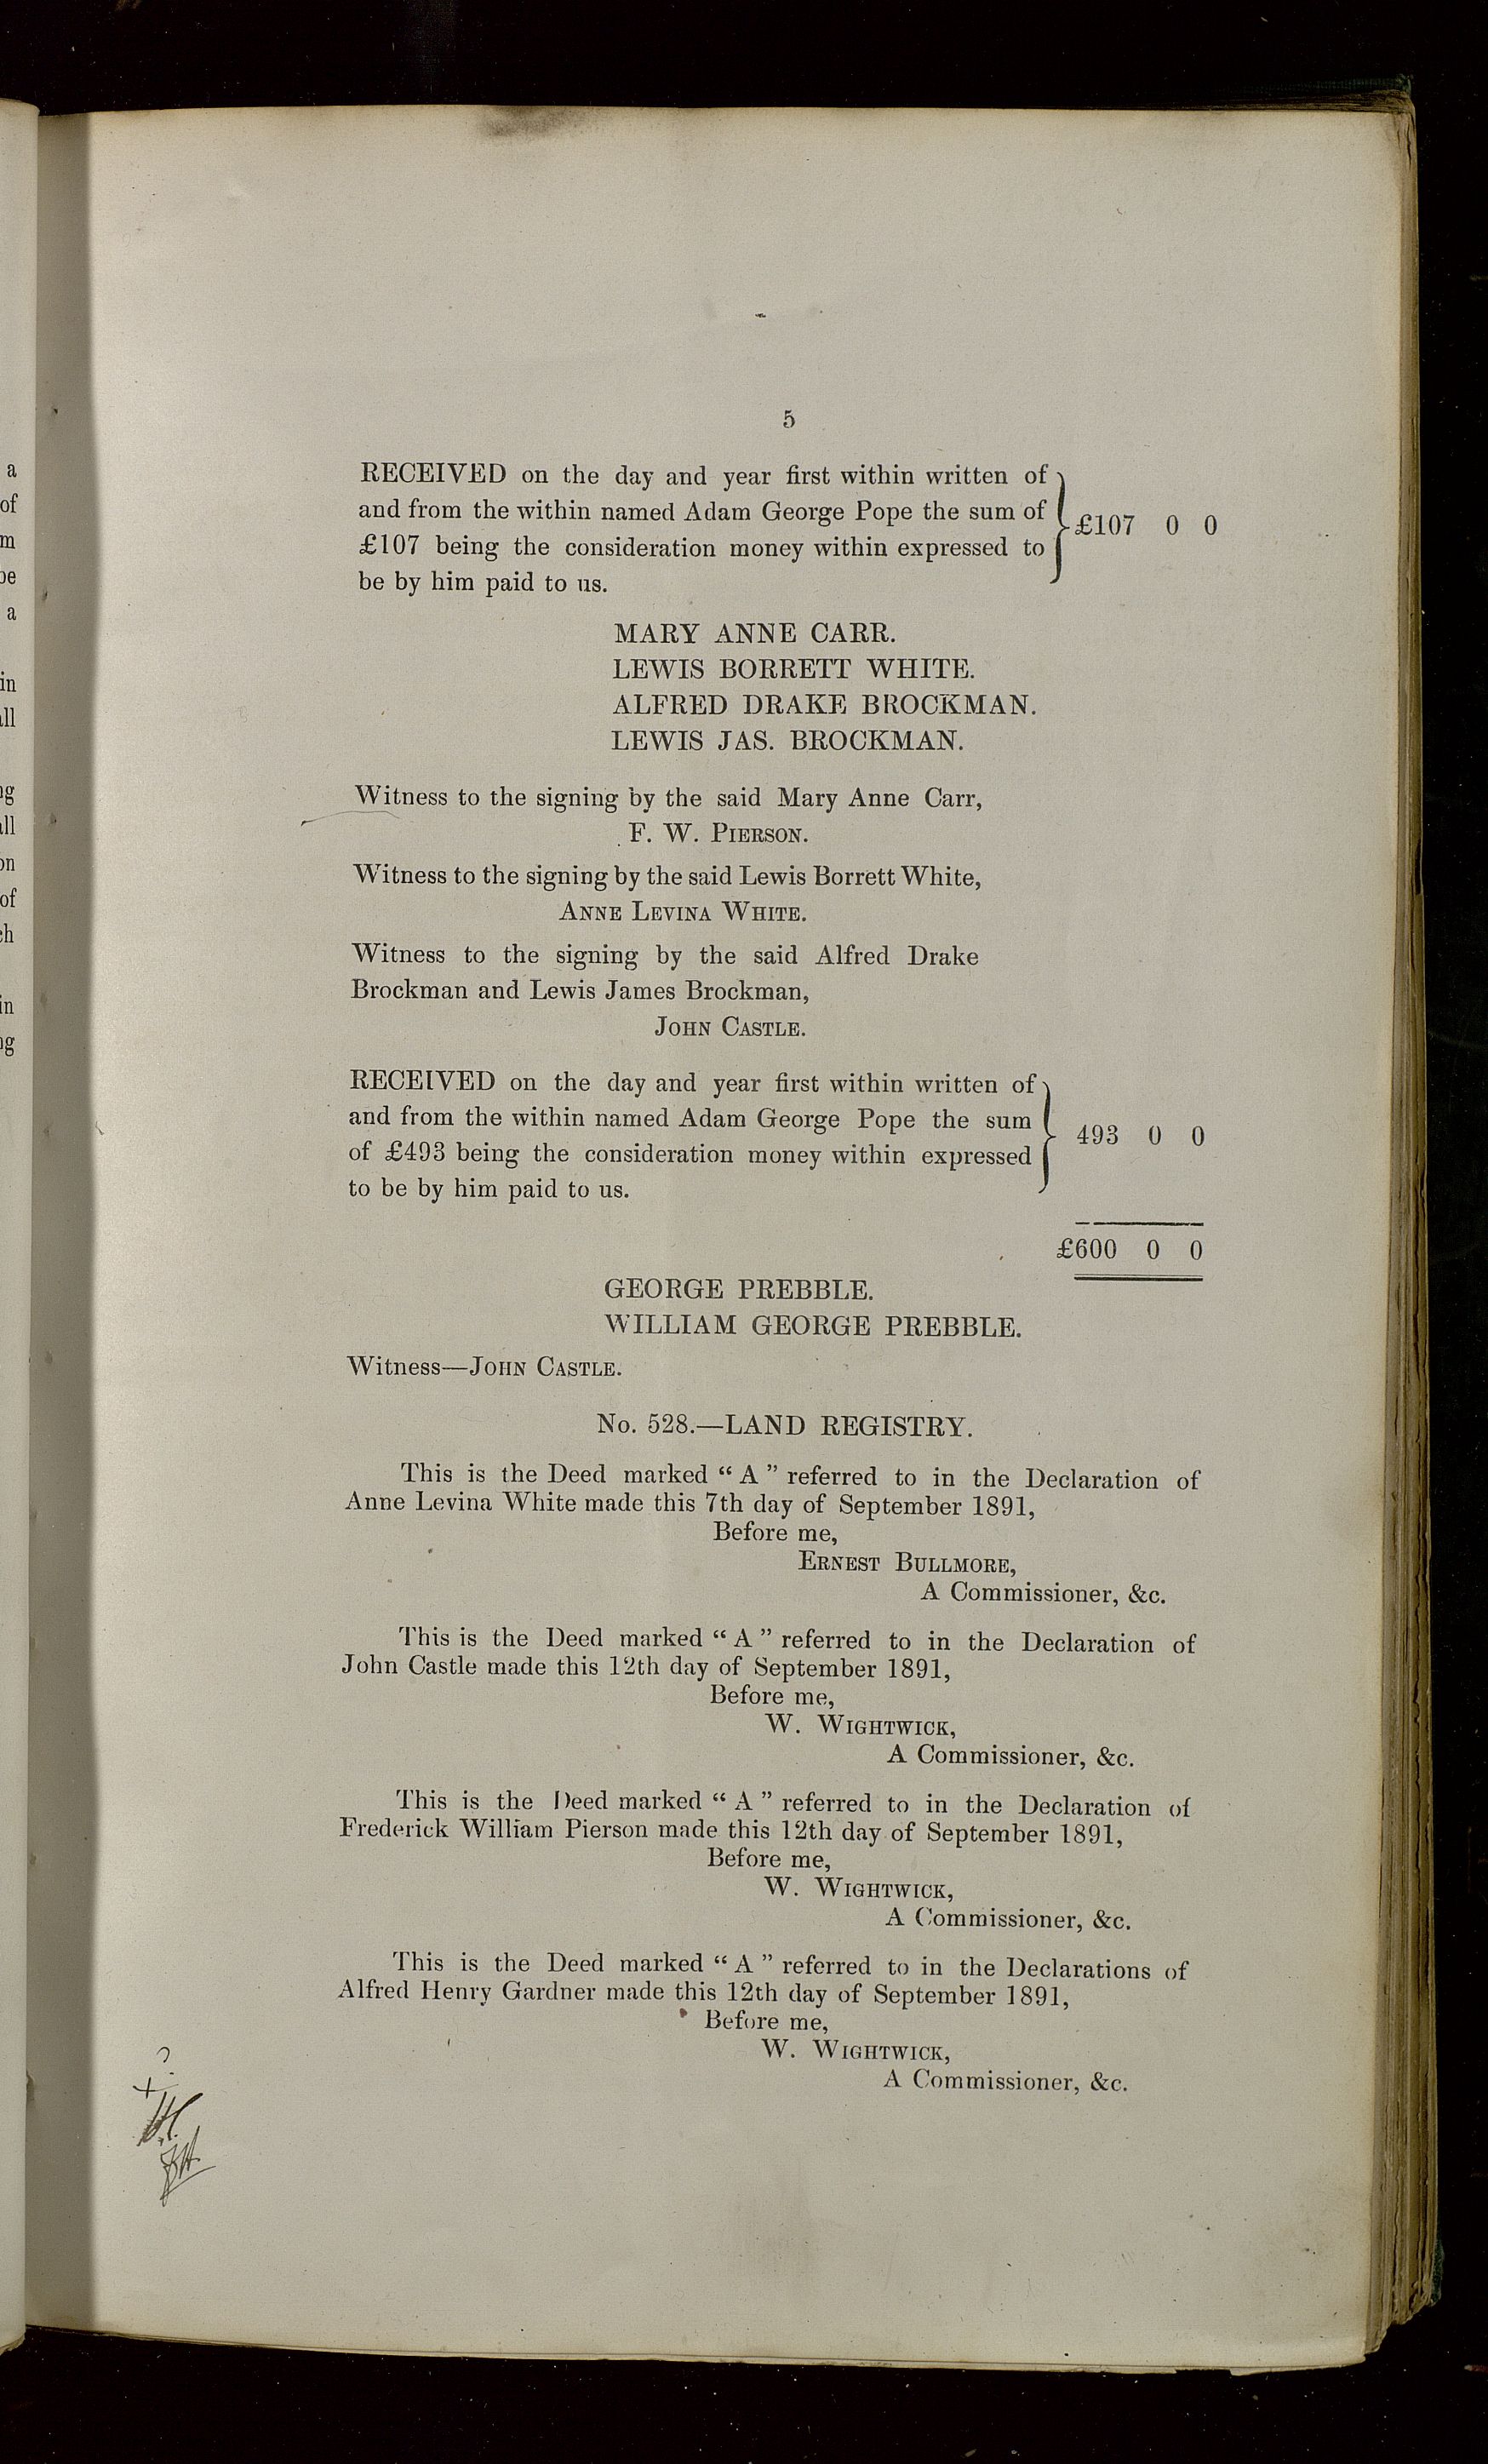 5
RECEIVED on the day and year first within written of
and from the within named Adam George Pope the sum of
£107 being the consideration money within expressed to
be by him paid to us.
£107 0 0
MARY ANNE CARR.
LEWIS BORRETT WHITE.
ALFRED DRAKE BROCKMAN.
LEWIS JAS. BROCKMAN.
Witness to the signing by the said Mary Anne Carr,
F. W. PIERSON.
Witness to the signing by the said Lewis Borrett White,
ANNE LEVINA WHITE.
Witness to the signing by the said Alfred Drake
Brockman and Lewis James Brockman,
JOHN CASTLE.
RECEIVED on the day and year first within written of
and from the within named Adam George Pope the sum
of £493 being the consideration money within expressed
to be by him paid to us.
493 0 0
£600 0 0
GEORGE PREBBLE.
WILLIAM GEORGE PREBBLE.
Witness—JOHN CASTLE.
No. 528.—LAND REGISTRY.
This is the Deed marked “ A ” referred to in the Declaration of
Anne Levina White made this 7th day of September 1891,
Before me,
ERNEST BULLMORE,
A Commissioner, &c.
This is the Deed marked “ A ” referred to in the Declaration of
John Castle made this 12th day of September 1891,
Before me,
W. WIGHTWICK,
A Commissioner, &c.
This is the Deed marked “ A ” referred to in the Declaration of
Frederick William Pierson made this 12th day of September 1891,
Before me,
W. WIGHTWICK,
A Commissioner, &c.
This is the Deed marked “ A ” referred to in the Declarations of
Alfred Henry Gardner made this 12th day of September 1891,
Before me,
W. WIGHTWICK,
A Commissioner, &c.